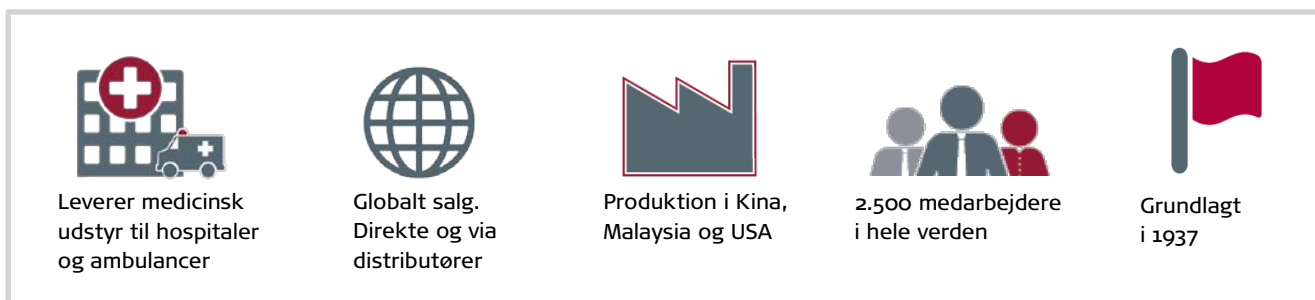 Leverer medicinsk
udstyr til hospitaler
og ambulancer
Globalt salg.
Direkte og via
distributører
Produktion i Kina,
Malaysia og USA
2.500 medarbejdere
i hele verden
Grundlagt
i 1937